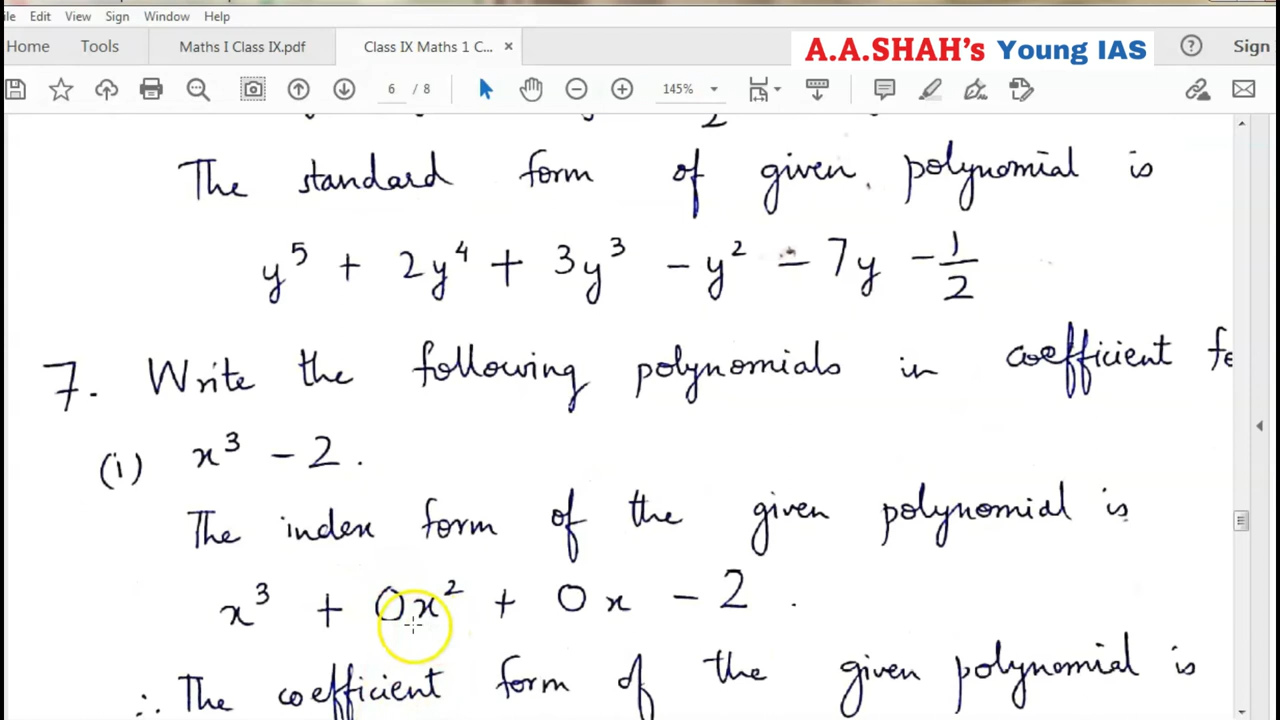 ile Edit View Sign Window Help
Home Tools Maths I Class IX.pdf Class IX Maths 1 C... × A.A.SHAH's Young IAS Sign
6 / 8 145%
2
The standard form of given polynomial is
y⁵ + 2y⁴ + 3y³ - y² - 7y - 1/2
7. Write the following polynomials in coefficient fo
(i) x³ - 2.
The index form of the given polynomial is
x³ + 0x² + 0x - 2.
∴ The coefficient form of the given polynomial is